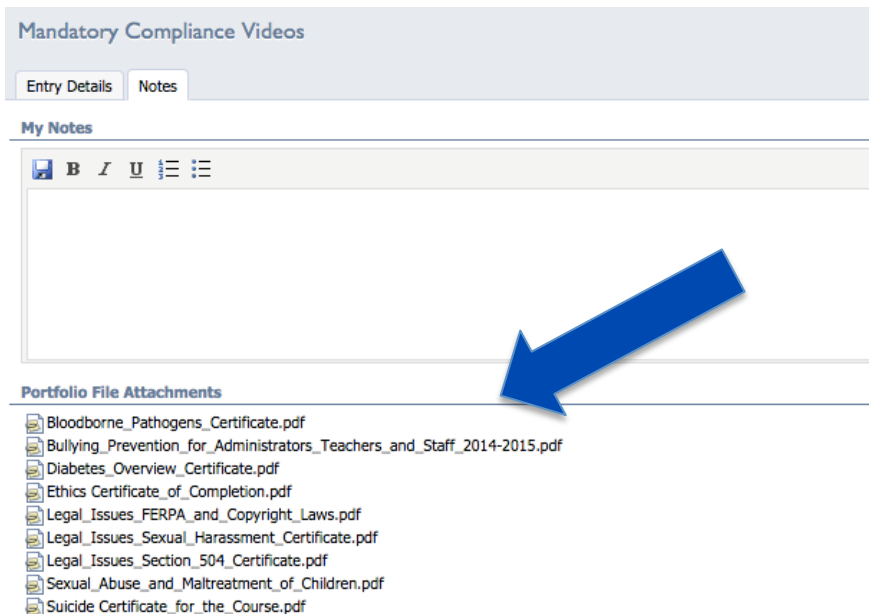 Mandatory Compliance Videos
Entry Details Notes
My Notes
B I U
Portfolio File Attachments
Bloodborne_Pathogens_Certificate.pdf
Bullying_Prevention_for_Administrators_Teachers_and_Staff_2014-2015.pdf
Diabetes_Overview_Certificate.pdf
Ethics Certificate_of_Completion.pdf
Legal_Issues_FERPA_and_Copyright_Laws.pdf
Legal_Issues_Sexual_Harassment_Certificate.pdf
Legal_Issues_Section_504_Certificate.pdf
Sexual_Abuse_and_Maltreatment_of_Children.pdf
Suicide Certificate_for_the_Course.pdf